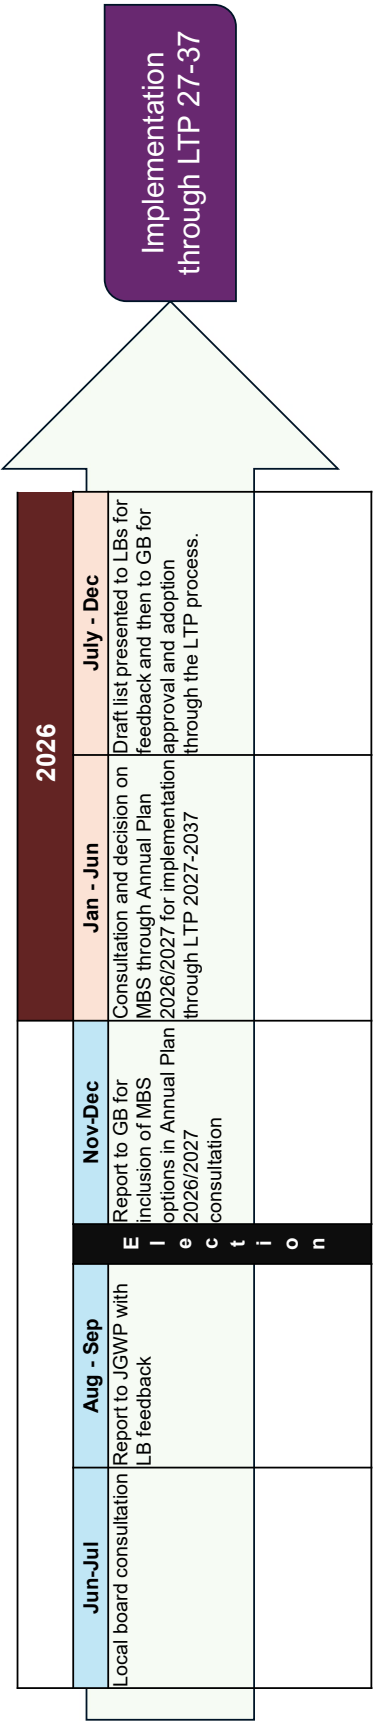 2026
Jun-Jul
Aug - Sep
Nov-Dec
Jan - Jun
July - Dec
Local board consultation
Report to JGWP with
LB feedback
E
l
e
c
t
i
o
n
Report to GB for
inclusion of MBS
options in Annual Plan
2026/2027
consultation
Consultation and decision on
MBS through Annual Plan
2026/2027 for implementation
through LTP 2027-2037
Draft list presented to LBs for
feedback and then to GB for
approval and adoption
through the LTP process.
Implementation
through LTP 27-37